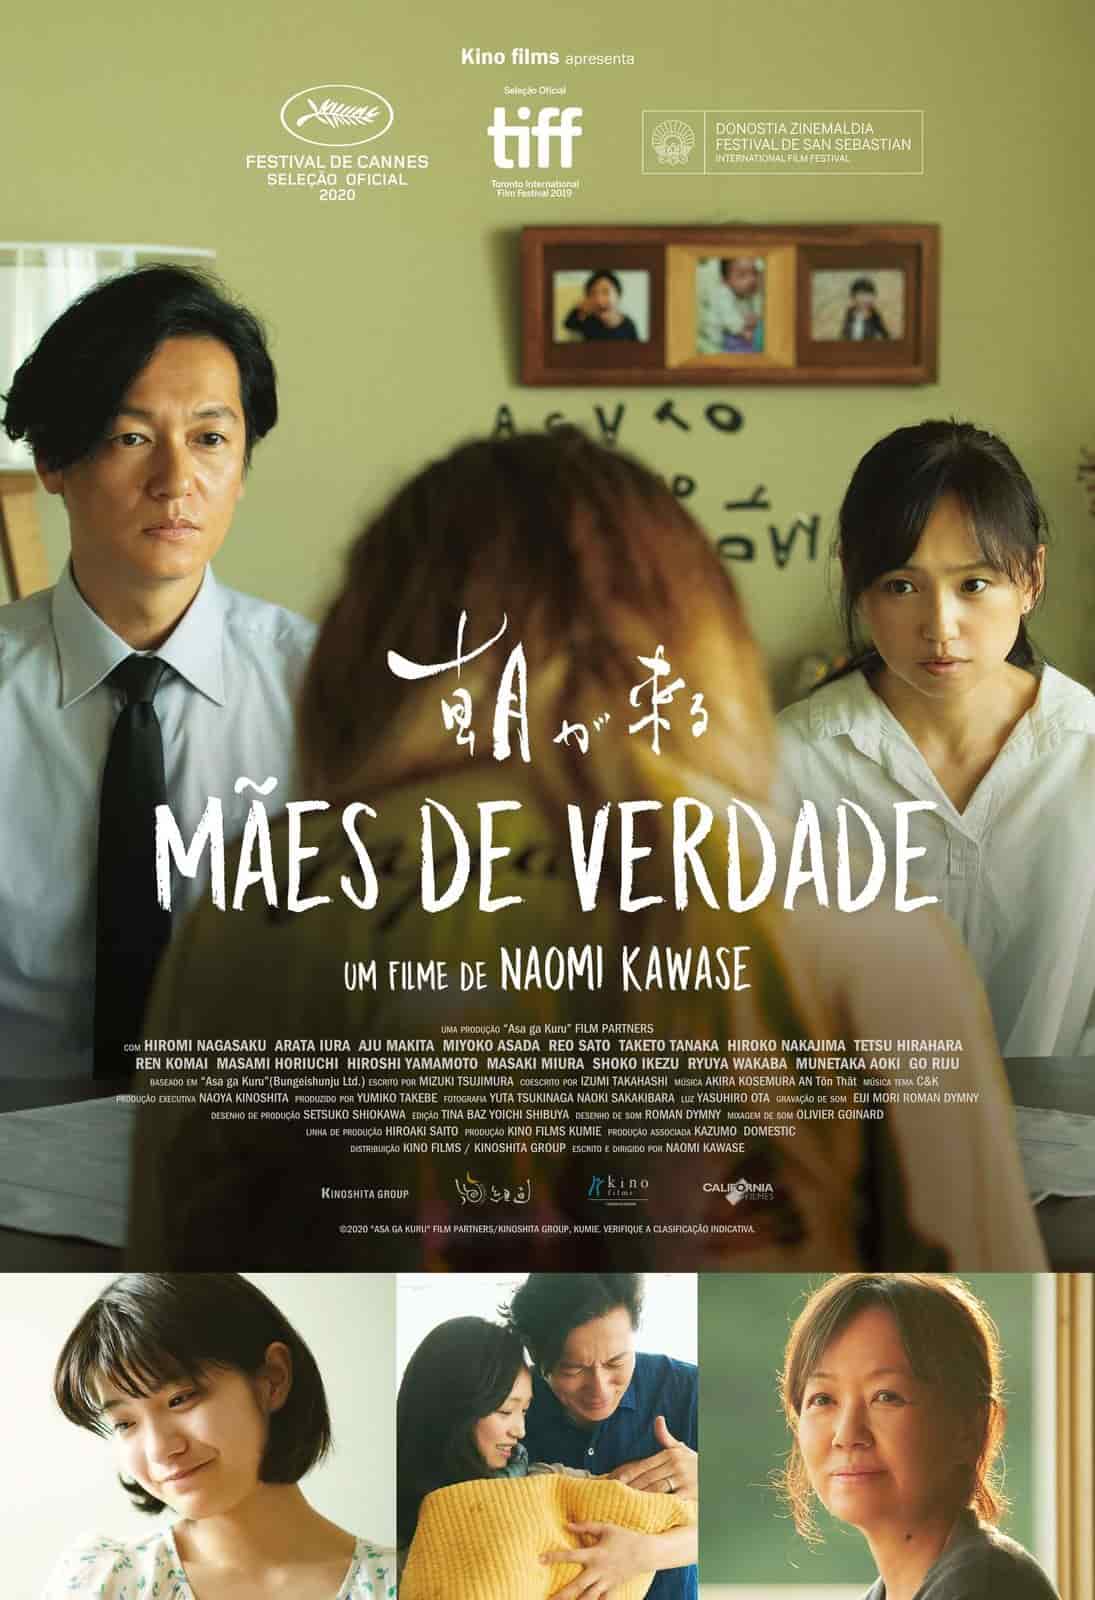 Kino films apresenta
FESTIVAL DE CANNES
SELEÇÃO OFICIAL
2020
Seleção Oficial
tiff
Toronto International
Film Festival 2019
DONOSTIA ZINEMALDIA
FESTIVAL DE SAN SEBASTIAN
INTERNATIONAL FILM FESTIVAL
ASVTO
朝が来る
MÃES DE VERDADE
UM FILME DE NAOMI KAWASE
UMA PRODUÇÃO "Asa ga Kuru" FILM PARTNERS
COM HIROMI NAGASAKU ARATA IURA AJU MAKITA MIYOKO ASADA REO SATO TAKETO TANAKA HIROKO NAKAJIMA TETSU HIRAHARA
REN KOMAI MASAMI HORIUCHI HIROSHI YAMAMOTO MASAKI MIURA SHOKO IKEZU RYUYA WAKABA MUNETAKA AOKI GO RIJU
BASEADO EM "Asa ga Kuru"(Bungeishunju Ltd.) ESCRITO POR MIZUKI TSUJIMURA COESCRITO POR IZUMI TAKAHASHI MÚSICA AKIRA KOSEMURA AN Tôn Thât MÚSICA TEMA C&K
PRODUÇÃO EXECUTIVA NAOYA KINOSHITA PRODUZIDO POR YUMIKO TAKEBE FOTOGRAFIA YUTA TSUKINAGA NAOKI SAKAKIBARA LUZ YASUHIRO OTA GRAVAÇÃO DE SOM EIJI MORI ROMAN DYMNY
DESENHO DE PRODUÇÃO SETSUKO SHIOKAWA EDIÇÃO TINA BAZ YOICHI SHIBUYA DESENHO DE SOM ROMAN DYMNY MIXAGEM DE SOM OLIVIER GOINARD
LINHA DE PRODUÇÃO HIROAKI SAITO PRODUÇÃO KINO FILMS KUMIE PRODUÇÃO ASSOCIADA KAZUMO DOMESTIC
DISTRIBUIÇÃO KINO FILMS / KINOSHITA GROUP ESCRITO E DIRIGIDO POR NAOMI KAWASE
KINOSHITA GROUP
kino films
CALIFORNIA FILMES
©2020 "ASA GA KURU" FILM PARTNERS/KINOSHITA GROUP, KUMIE. VERIFIQUE A CLASIFICAÇÃO INDICATIVA.